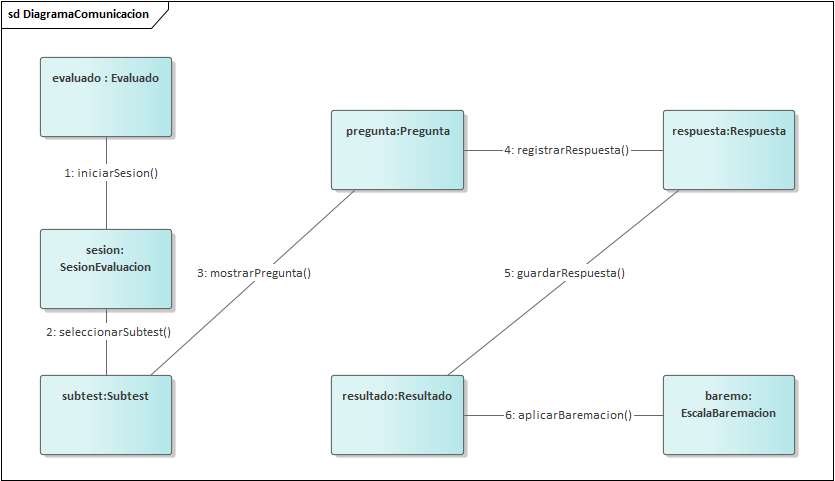 sd DiagramaComunicacion
evaluado : Evaluado
1: iniciarSesion()
sesion:
SesionEvaluacion
2: seleccionarSubtest()
subtest:Subtest
3: mostrarPregunta()
pregunta:Pregunta
4: registrarRespuesta()
respuesta:Respuesta
5: guardarRespuesta()
resultado:Resultado
6: aplicarBaremacion()
baremo:
EscalaBaremacion